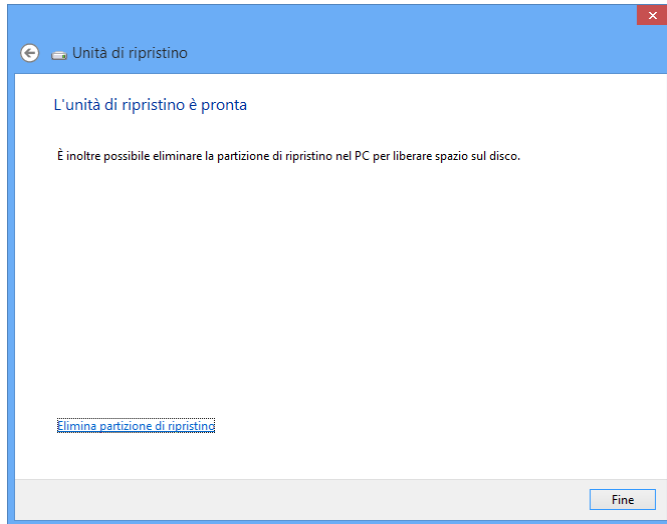 Unità di ripristino
L'unità di ripristino è pronta
È inoltre possibile eliminare la partizione di ripristino nel PC per liberare spazio sul disco.
Elimina partizione di ripristino
Fine